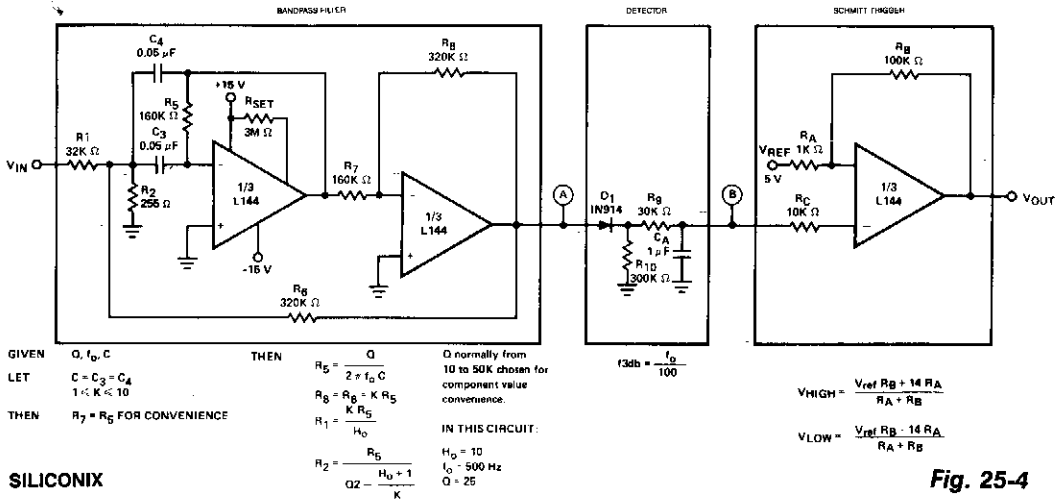 BANDPASS FILTER
DETECTOR
SCHMITT TRIGGER
C4
0.05 µF
R8
320K Ω
RB
100K Ω
+15 V
R5
160K Ω
RSET
3M Ω
R1
32K Ω
C3
0.05 µF
VIN
R2
255 Ω
−
+
1/3
L144
-15 V
R7
160K Ω
−
+
1/3
L144
R6
320K Ω
A
D1
IN914
R9
30K Ω
CA
1 µF
R10
300K Ω
B
VREF
5 V
RA
1K Ω
RC
10K Ω
+
−
1/3
L144
VOUT
GIVEN Q, fo, C
LET C = C3 = C4
1 < K < 10
THEN R7 = R5 FOR CONVENIENCE
THEN
R5 = Q / 2 π fo C
R8 = R6 = K R5
R1 = K R5 / Ho
R2 = R5 / Q2 − Ho + 1 / K
Q normally from
10 to 50K chosen for
component value
convenience.
IN THIS CIRCUIT:
Ho = 10
fo = 500 Hz
Q = 25
f3db = fo / 100
VHIGH = Vref RB + 14 RA / RA + RB
VLOW = Vref RB - 14 RA / RA + RB
SILICONIX
Fig. 25-4